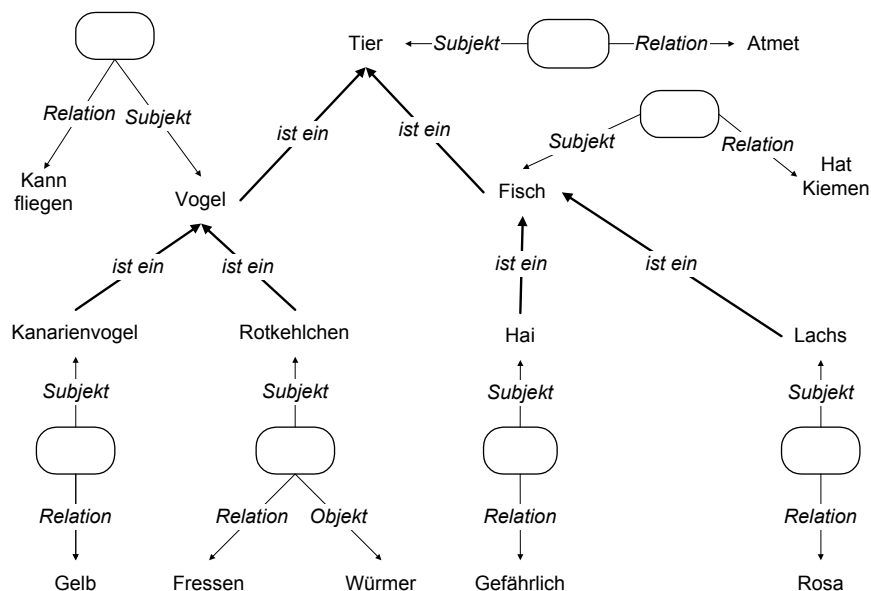 Tier
Subjekt
Relation
Atmet
Relation
Subjekt
ist ein
ist ein
Subjekt
Relation
Kann
fliegen
Vogel
Fisch
Hat
Kiemen
ist ein
ist ein
ist ein
ist ein
Kanarienvogel
Rotkehlchen
Hai
Lachs
Subjekt
Subjekt
Subjekt
Subjekt
Relation
Relation
Objekt
Relation
Relation
Gelb
Fressen
Würmer
Gefährlich
Rosa